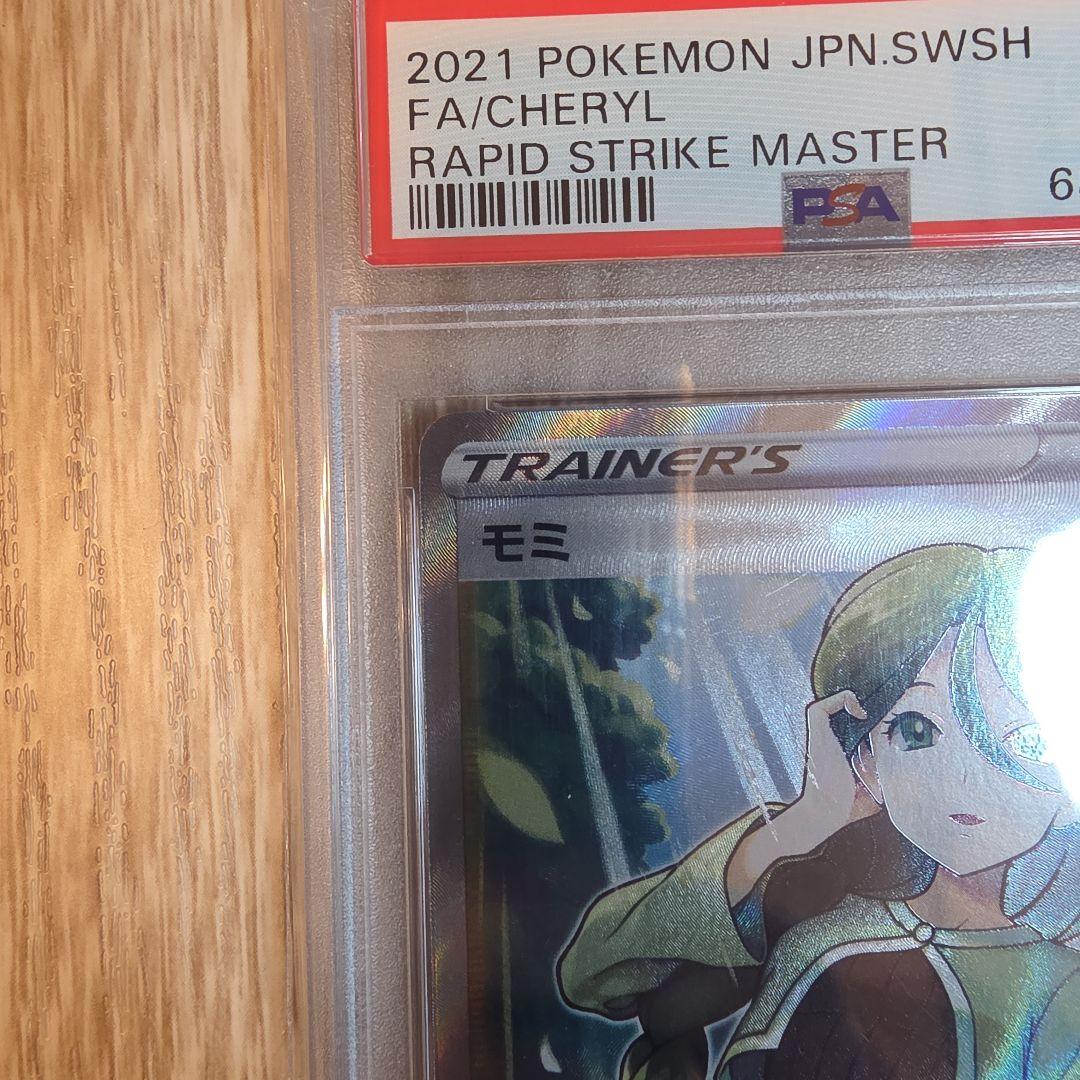 2021 POKEMON JPN.SWSH
FA/CHERYL
RAPID STRIKE MASTER
PSA
TRAINER'S
モミ